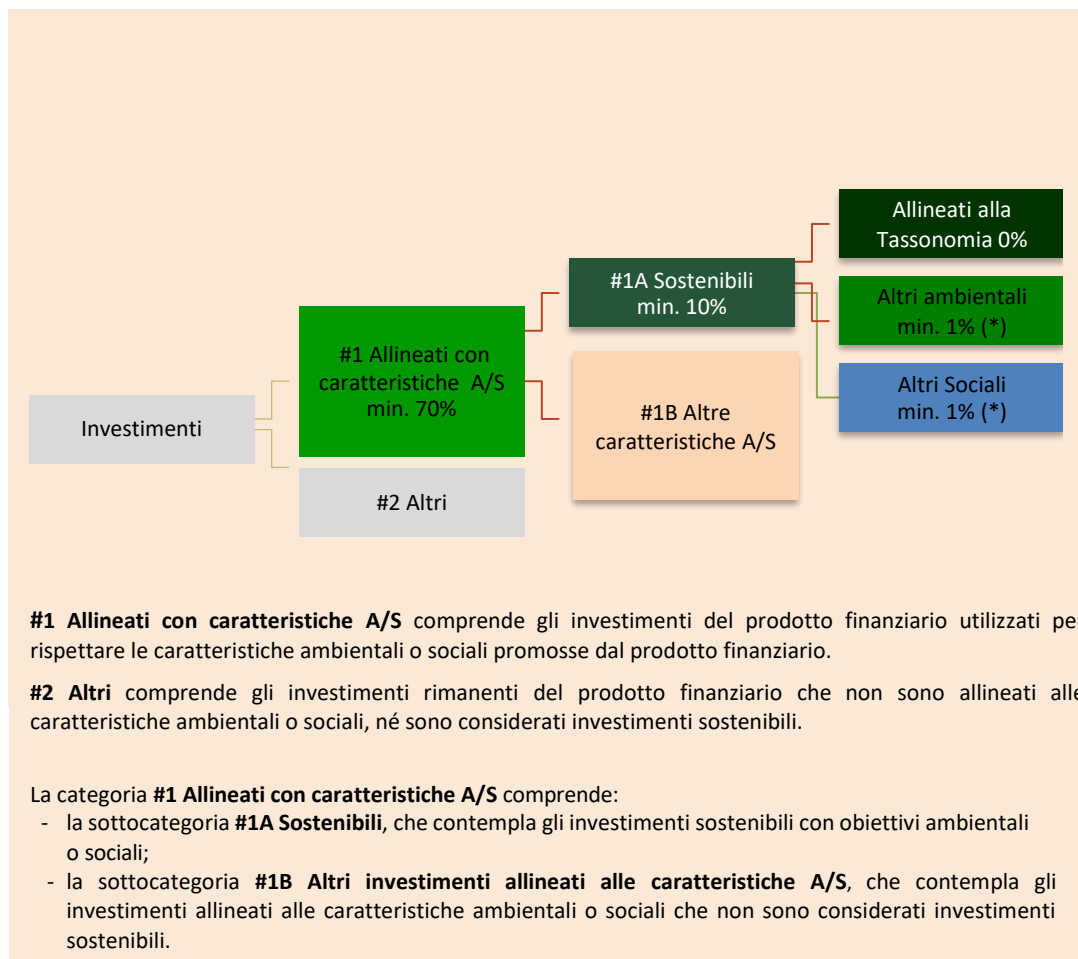 Allineati alla
Tassonomia 0%
#1A Sostenibili
min. 10%
Altri ambientali
min. 1% (*)
#1 Allineati con
caratteristiche A/S
min. 70%
Altri Sociali
min. 1% (*)
Investimenti
#1B Altre
caratteristiche A/S
#2 Altri
#1 Allineati con caratteristiche A/S comprende gli investimenti del prodotto finanziario utilizzati pe
rispettare le caratteristiche ambientali o sociali promosse dal prodotto finanziario.
#2 Altri comprende gli investimenti rimanenti del prodotto finanziario che non sono allineati alle
caratteristiche ambientali o sociali, né sono considerati investimenti sostenibili.
La categoria #1 Allineati con caratteristiche A/S comprende:
- la sottocategoria #1A Sostenibili, che contempla gli investimenti sostenibili con obiettivi ambientali
o sociali;
- la sottocategoria #1B Altri investimenti allineati alle caratteristiche A/S, che contempla gli
investimenti allineati alle caratteristiche ambientali o sociali che non sono considerati investimenti
sostenibili.